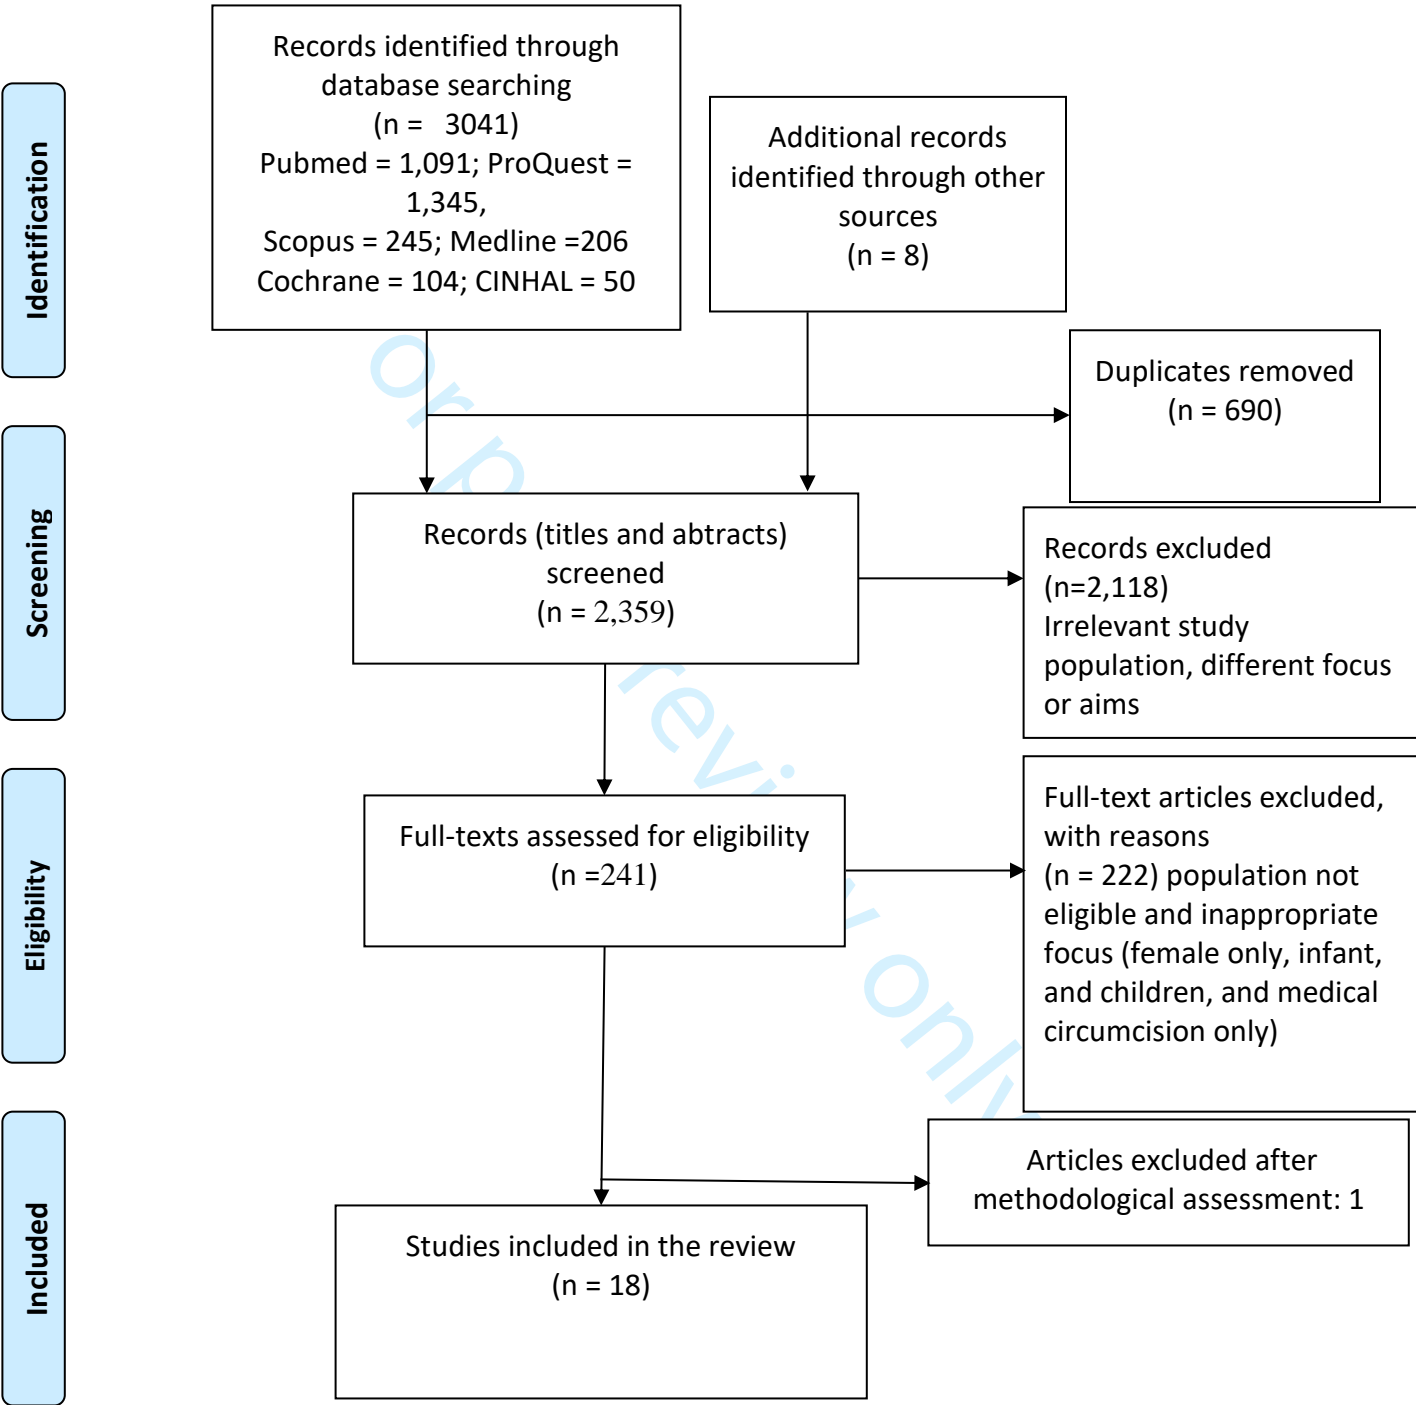 Records identified through
database searching
(n =   3041)
Pubmed = 1,091; ProQuest =
1,345,
Scopus = 245; Medline =206
Cochrane = 104; CINHAL = 50
Additional records
identified through other
sources
(n = 8)
Identification
Duplicates removed
(n = 690)
Screening
Records (titles and abtracts)
screened
(n = 2,359)
Records excluded
(n=2,118)
Irrelevant study
population, different focus
or aims
Eligibility
Full-texts assessed for eligibility
(n =241)
Full-text articles excluded,
with reasons
(n = 222) population not
eligible and inappropriate
focus (female only, infant,
and children, and medical
circumcision only)
Articles excluded after
methodological assessment: 1
Included
Studies included in the review
(n = 18)
or p review only